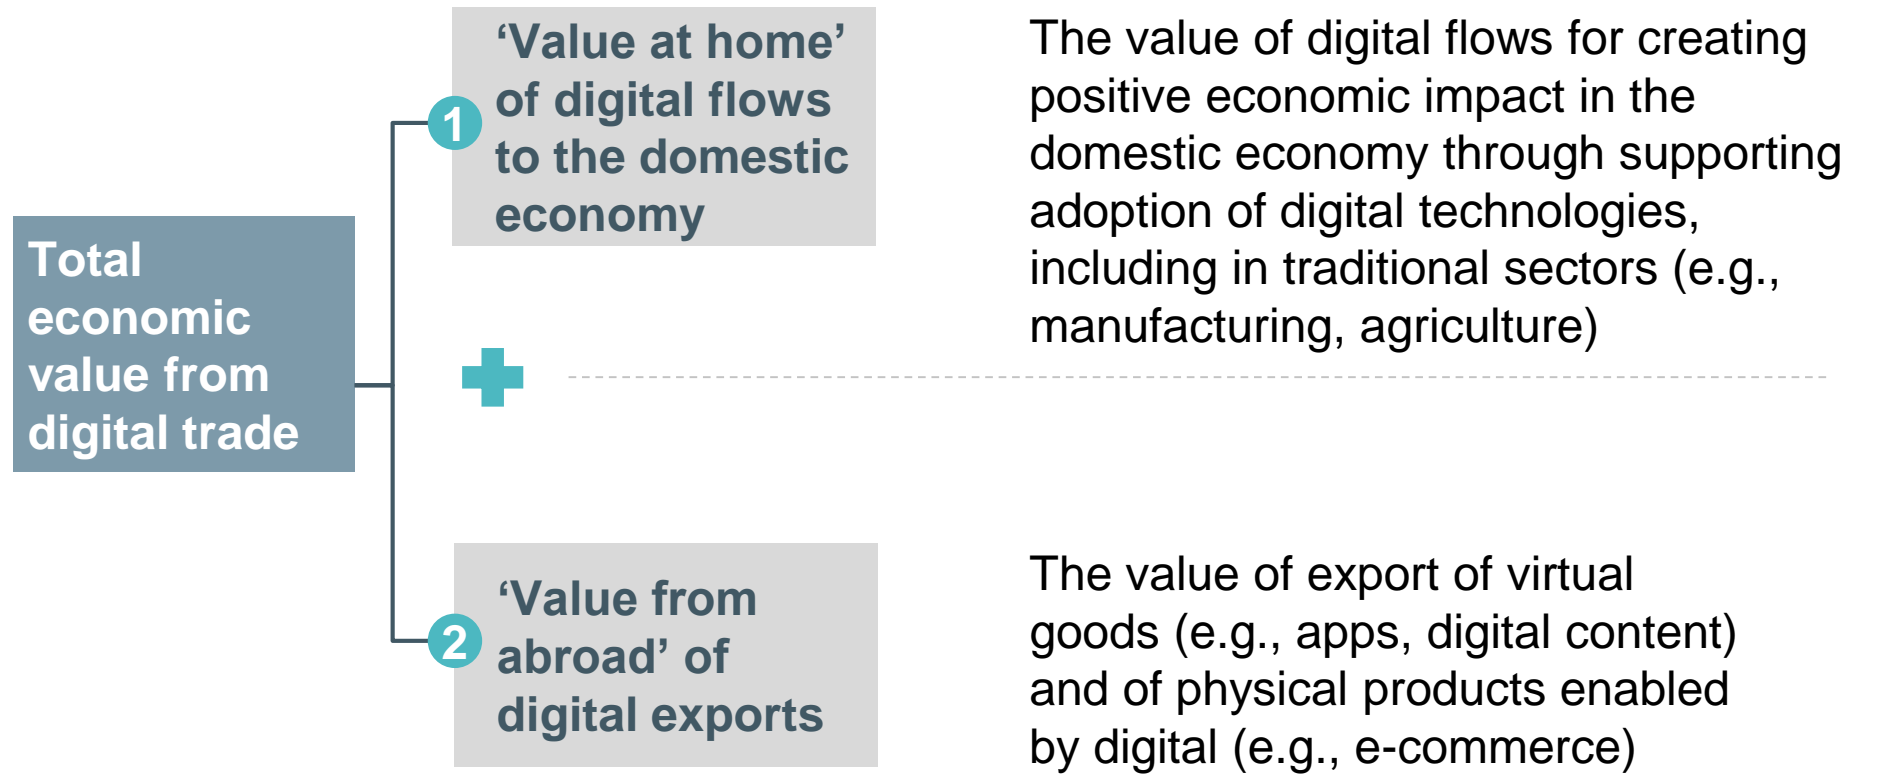 Total
economic
value from
digital trade
1
‘Value at home’
of digital flows
to the domestic
economy
The value of digital flows for creating
positive economic impact in the
domestic economy through supporting
adoption of digital technologies,
including in traditional sectors (e.g.,
manufacturing, agriculture)
2
‘Value from
abroad’ of
digital exports
The value of export of virtual
goods (e.g., apps, digital content)
and of physical products enabled
by digital (e.g., e-commerce)